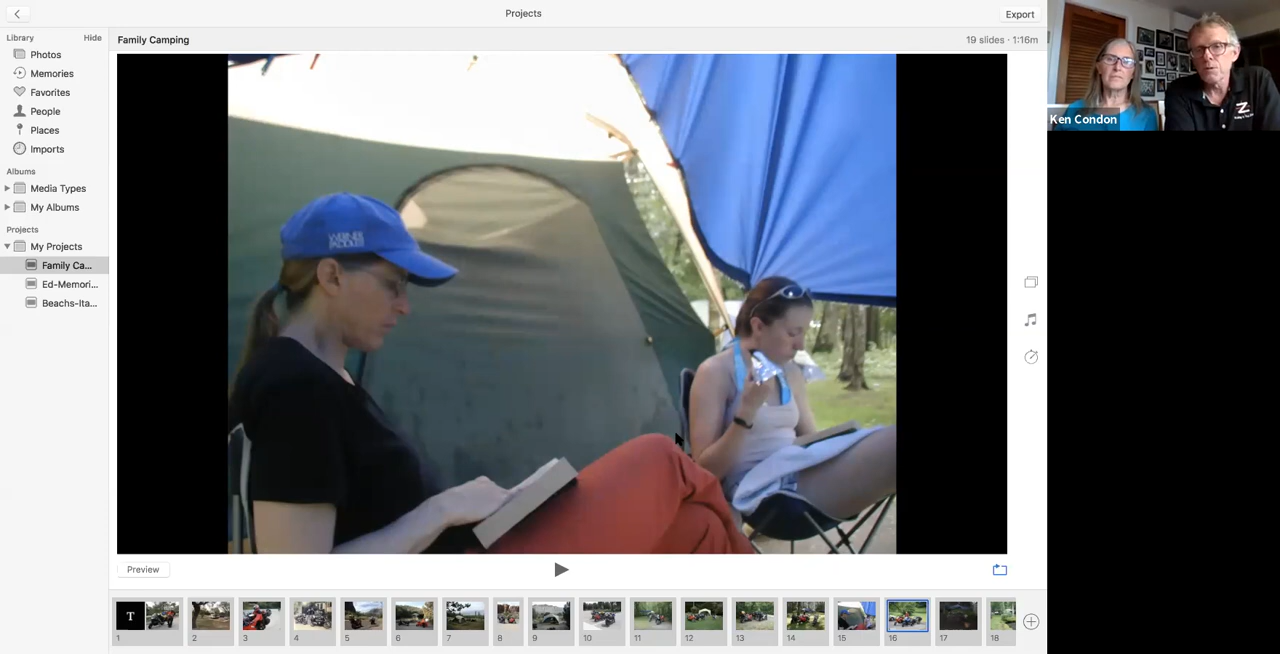 Projects
Export
Library
Hide
Photos
Memories
Favorites
People
Places
Imports
Albums
Media Types
My Albums
Projects
My Projects
Family Ca...
Ed-Memori...
Beachs-Ita...
Family Camping
19 slides · 1:16m
WERNER
PADDLES
Preview
T
1
2
3
4
5
6
7
8
9
10
11
12
13
14
15
16
17
18
Ken Condon
Z